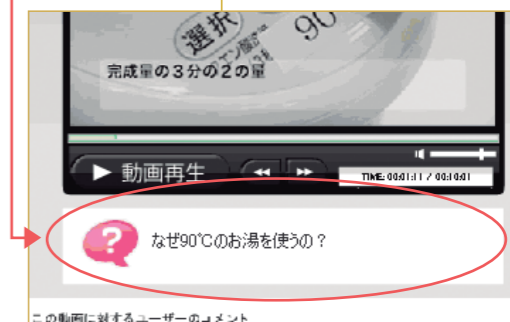 選択
90
完成量の3分の2の量
動画再生
TIME: 00:01:11 / 00:10:01
?
なぜ90℃のお湯を使うの？
この動画に対するユーザーのコメント